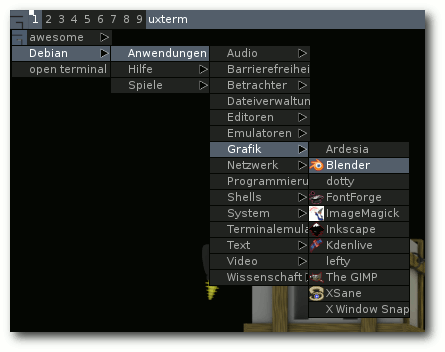 1 2 3 4 5 6 7 8 9 uxterm
awesome
Debian
open terminal
Anwendungen
Hilfe
Spiele
Audio
Barrierefreihei
Betrachter
Dateiverwaltun
Editoren
Emulatoren
Grafik
Netzwerk
Programmieru
Shells
System
Terminalemula
Text
Video
Wissenschaft
Ardesia
Blender
dotty
FontForge
ImageMagick
Inkscape
Kdenlive
lefty
The GIMP
XSane
X Window Snap